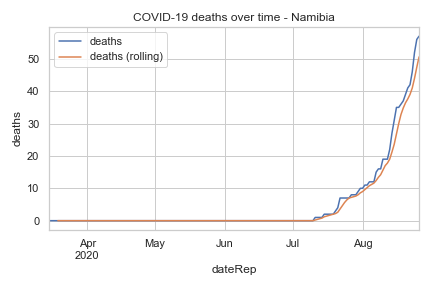 COVID-19 deaths over time - Namibia
deaths
deaths (rolling)
deaths
50
40
30
20
10
0
Apr
2020
May
Jun
Jul
Aug
dateRep